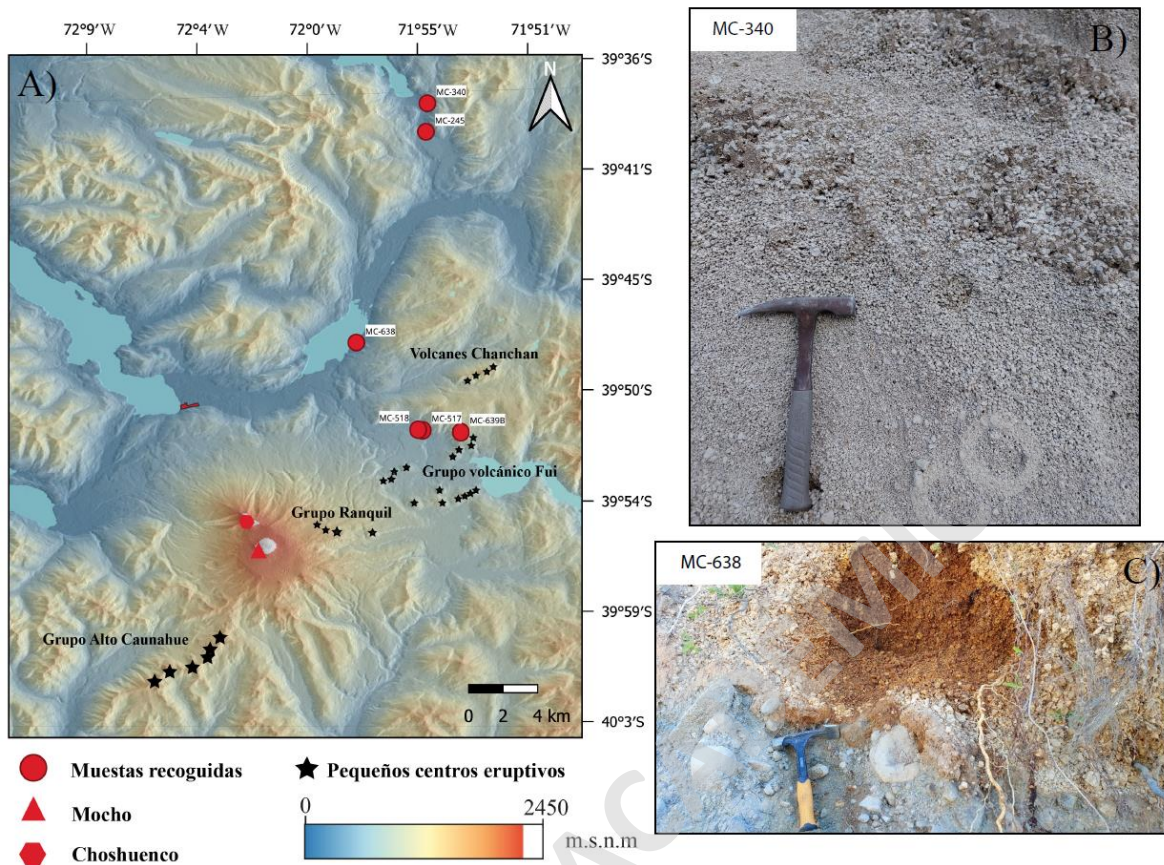 72°9'W 72°4'W 72°0'W 71°55'W 71°51'W
A)
N
39°36'S
MC-340
MC-245
39°41'S
39°45'S
MC-638
Volcanes Chanchan
39°50'S
MC-518
MC-517
MC-639B
Grupo volcánico Fui
39°54'S
Grupo Ranquil
39°59'S
Grupo Alto Caunahue
0 2 4 km
40°3'S
Muestas recoguidas
Pequeños centros eruptivos
Mocho
Choshuenco
0
2450
m.s.n.m
MC-340
B)
MC-638
C)